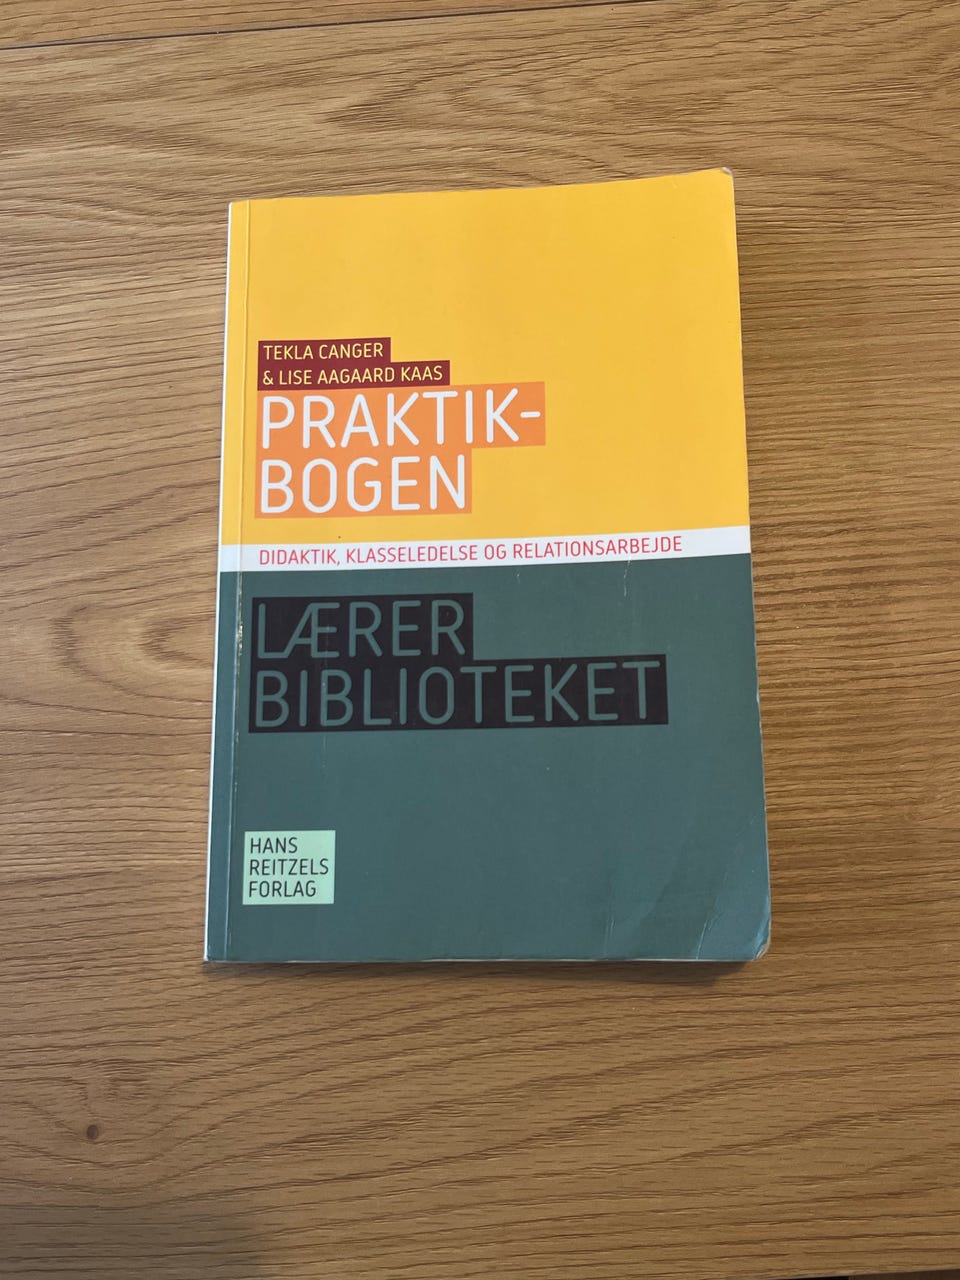 TEKLA CANGER
& LISE AAGAARD KAAS
PRAKTIK-
BOGEN
DIDAKTIK, KLASSELEDELSE OG RELATIONSARBEJDE
LÆRER
BIBLIOTEKET
HANS
REITZELS
FORLAG